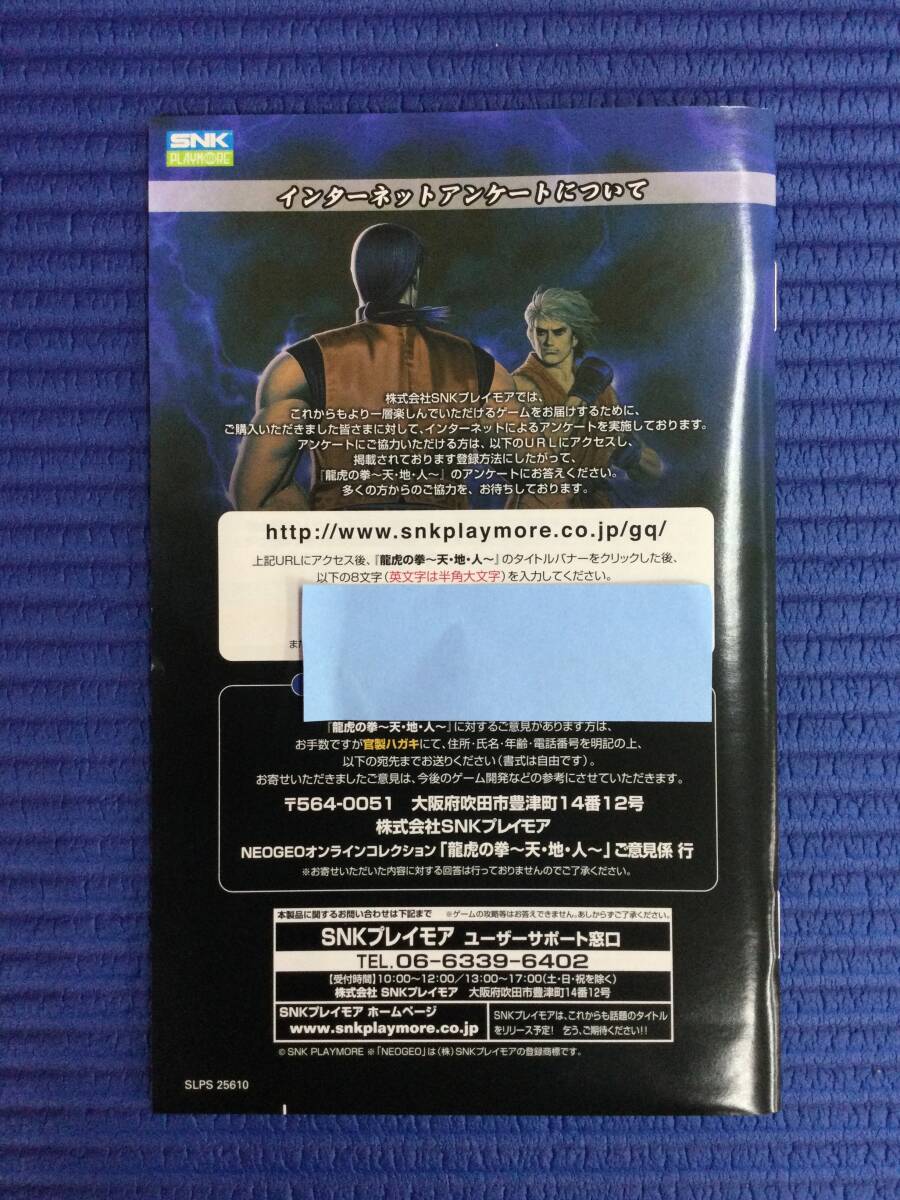 SNK
PLAYMORE
インターネットアンケートについて
株式会社SNKプレイモアでは、
これからもより一層楽しんでいただけるゲームをお届けするために、
ご購入いただきました皆さまに対して、インターネットによるアンケートを実施しております。
アンケートにご協力いただける方は、以下のURLにアクセスし、
掲載されております登録方法にしたがって、
『龍虎の拳〜天・地・人〜』のアンケートにお答えください。
多くの方からのご協力を、お待ちしております。
http://www.snkplaymore.co.jp/gq/
上記URLにアクセス後、『龍虎の拳〜天・地・人〜』のタイトルバナーをクリックした後、
以下の8文字(英文字は半角大文字)を入力してください。
ま
『龍虎の拳〜天・地・人〜』に対するご意見があります方は、
お手数ですが官製ハガキにて、住所・氏名・年齢・電話番号を明記の上、
以下の宛先までお送りください(書式は自由です)。
お寄せいただきましたご意見は、今後のゲーム開発などの参考にさせていただきます。
〒564-0051 大阪府吹田市豊津町14番12号
株式会社SNKプレイモア
NEOGEOオンラインコレクション「龍虎の拳〜天・地・人〜」ご意見係 行
※お寄せいただいた内容に対する回答は行っておりませんのでご了承ください。
本製品に関するお問い合わせは下記まで ※ゲームの攻略等はお答えできません。あしからずご了承ください。
SNKプレイモア ユーザーサポート窓口
TEL.06-6339-6402
【受付時間】10:00~12:00/13:00~17:00(土・日・祝を除く)
株式会社 SNKプレイモア 大阪府吹田市豊津町14番12号
SNKプレイモア ホームページ
www.snkplaymore.co.jp
SNKプレイモアは、これからも話題のタイトル
をリリース予定! 乞う、ご期待ください!!
© SNK PLAYMORE ※「NEOGEO」は(株)SNKプレイモアの登録商標です。
SLPS 25610